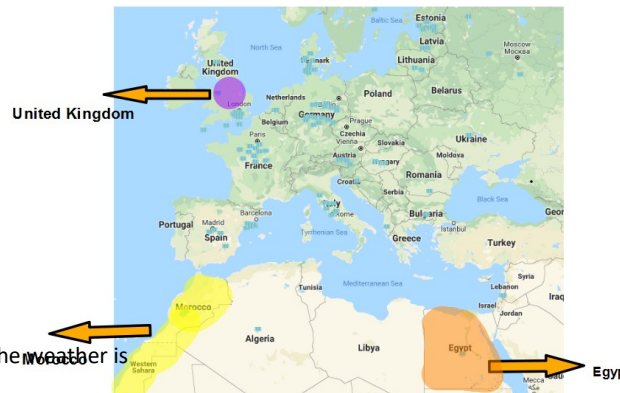 Baltic Sea
Estonia
North Sea
Latvia
Moscow
Москва
United
Kingdom
Lithuania
London
Netherlands
Poland
Belarus
United Kingdom
Belgium
Germany
Prague
Czechia
Paris
Vienna
Slovakia
Ukraine
France
Austria
Moldova
Romania
Serbia
Black Sea
Portugal
Madrid
Barcelona
Rome
Bulgaria
Istanbul
Spain
Tyrrhenian Sea
Greece
Turkey
Syria
Tunisia
Mediterranean Sea
Lebanon
Iraq
Israel
Jordan
Morocco
Algeria
Libya
Egypt
he weather is
Morocco
Western
Sahara
Mecca
Egyp